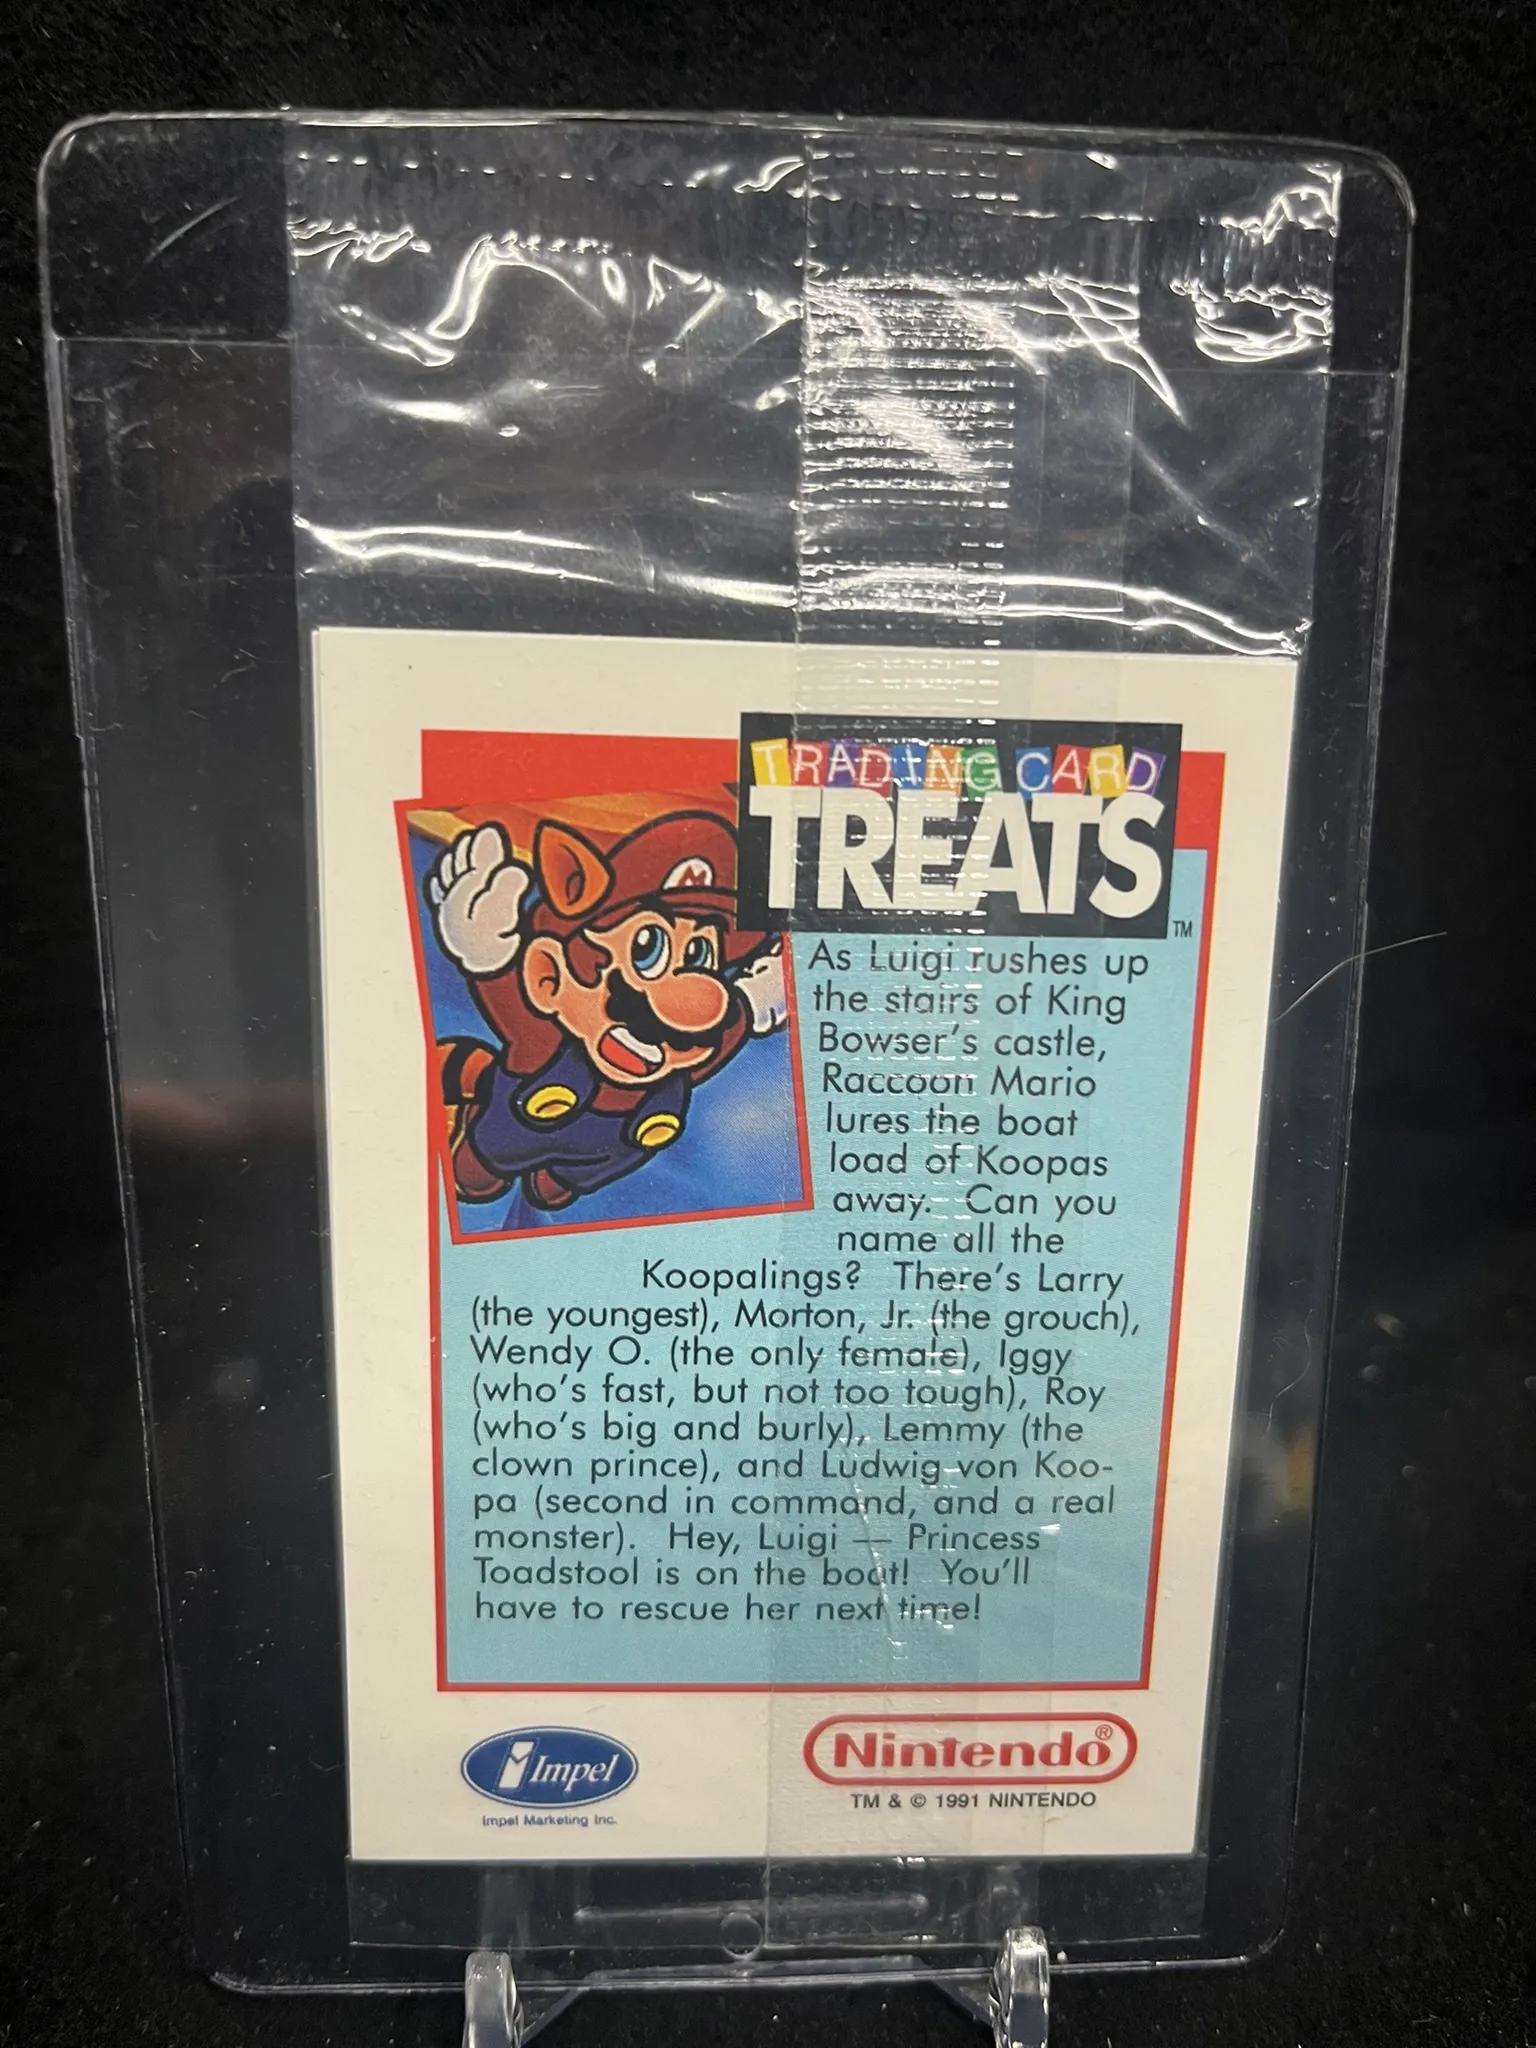 TRADING CARD
TREATS
TM
M
As Luigi rushes up
the stairs of King
Bowser's castle,
Raccoon Mario
lures the boat
load of Koopas
away. Can you
name all the
Koopalings? There's Larry
(the youngest), Morton, Jr. (the grouch),
Wendy O. (the only female), Iggy
(who's fast, but not too tough), Roy
(who's big and burly), Lemmy (the
clown prince), and Ludwig von Koo-
pa (second in command, and a real
monster). Hey, Luigi — Princess
Toadstool is on the boat! You'll
have to rescue her next time!
Impel
Impel Marketing Inc.
Nintendo®
TM & © 1991 NINTENDO